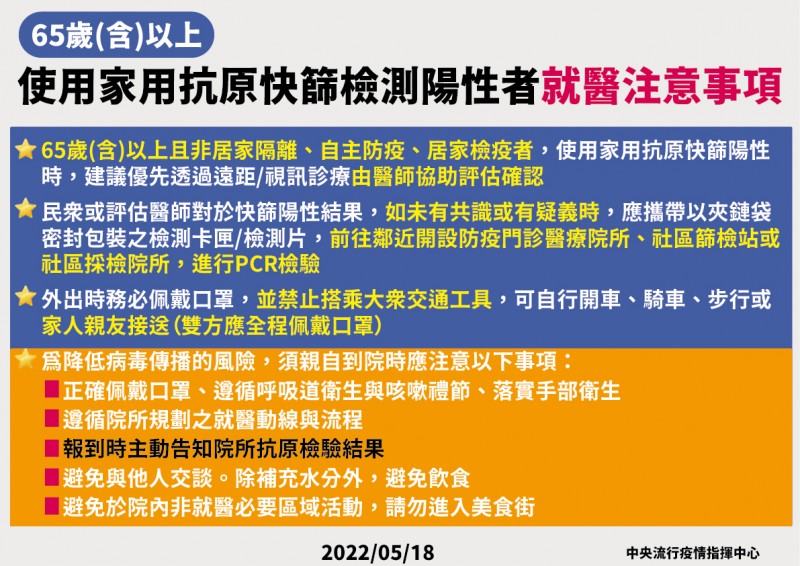 65歲(含)以上
使用家用抗原快篩檢測陽性者就醫注意事項
65歲(含)以上且非居家隔離、自主防疫、居家檢疫者，使用家用抗原快篩陽性
時，建議優先透過遠距/視訊診療由醫師協助評估確認
民衆或評估醫師對於快篩陽性結果，如未有共識或有疑義時，應攜帶以夾鏈袋
密封包裝之檢測卡匣/檢測片，前往鄰近開設防疫門診醫療院所、社區篩檢站或
社區採檢院所，進行PCR檢驗
外出時務必佩戴口罩，並禁止搭乘大衆交通工具，可自行開車、騎車、步行或
家人親友接送（雙方應全程佩戴口罩）
爲降低病毒傳播的風險，須親自到院時應注意以下事項：
正確佩戴口罩、遵循呼吸道衛生與咳嗽禮節、落實手部衛生
遵循院所規劃之就醫動線與流程
報到時主動告知院所抗原檢驗結果
避免與他人交談。除補充水分外，避免飲食
避免於院內非就醫必要區域活動，請勿進入美食街
2022/05/18
中央流行疫情指揮中心